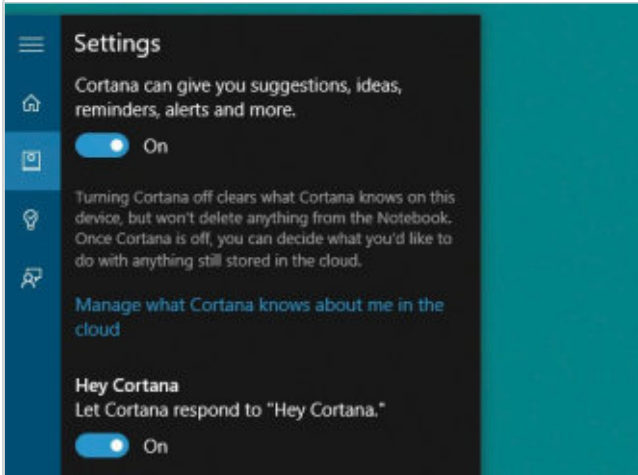 Settings
Cortana can give you suggestions, ideas,
reminders, alerts and more.
On
Turning Cortana off clears what Cortana knows on this
device, but won't delete anything from the Notebook.
Once Cortana is off, you can decide what you'd like to
do with anything still stored in the cloud.
Manage what Cortana knows about me in the
cloud
Hey Cortana
Let Cortana respond to "Hey Cortana."
On